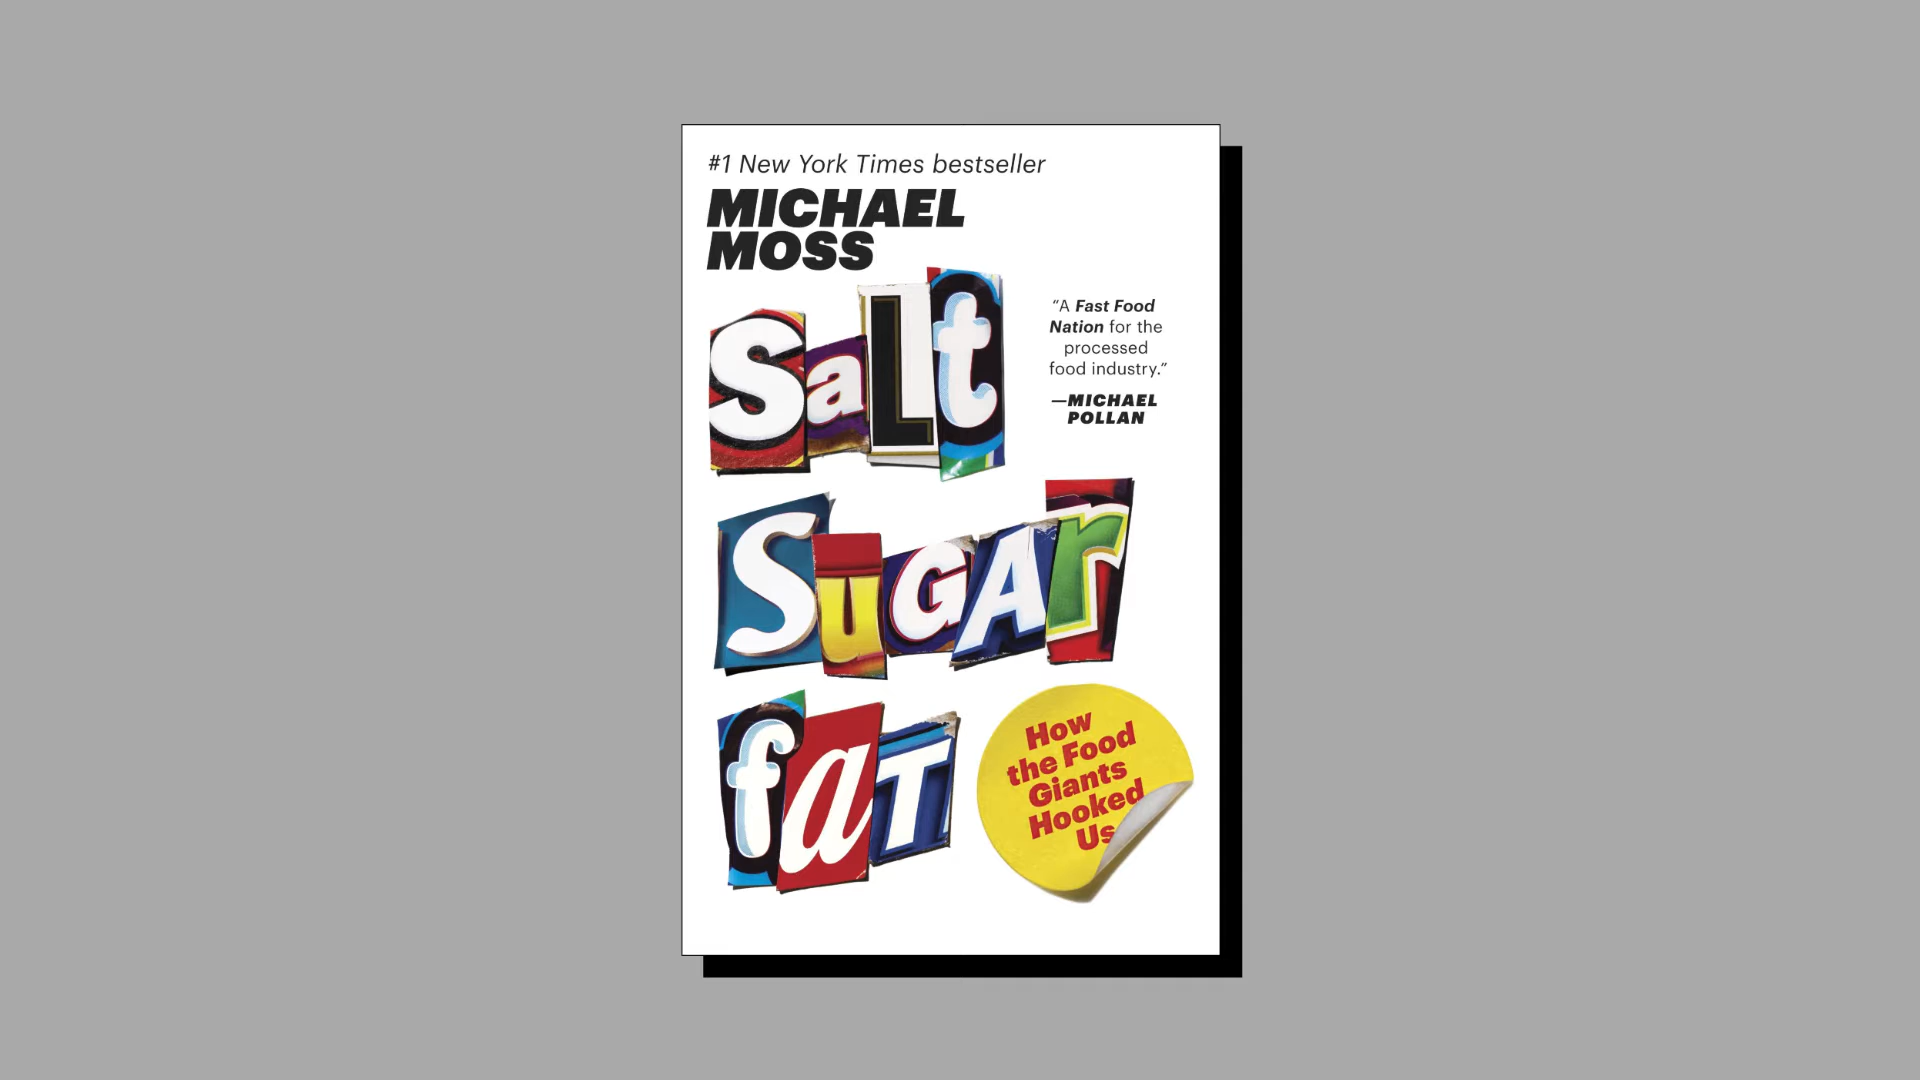 #1 New York Times bestseller
MICHAEL
MOSS
SaLt
"A Fast Food
Nation for the
processed
food industry."
—MICHAEL
POLLAN
SuGAr
faT
How
the Food
Giants
Hooked
Us